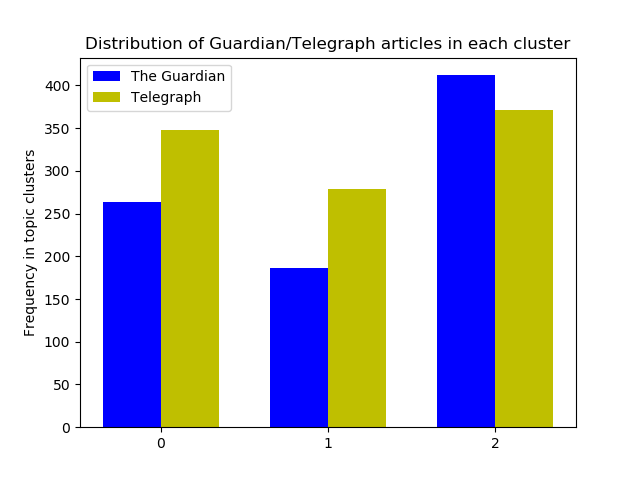 Distribution of Guardian/Telegraph articles in each cluster
The Guardian
Telegraph
Frequency in topic clusters
400
350
300
250
200
150
100
50
0
0 1 2